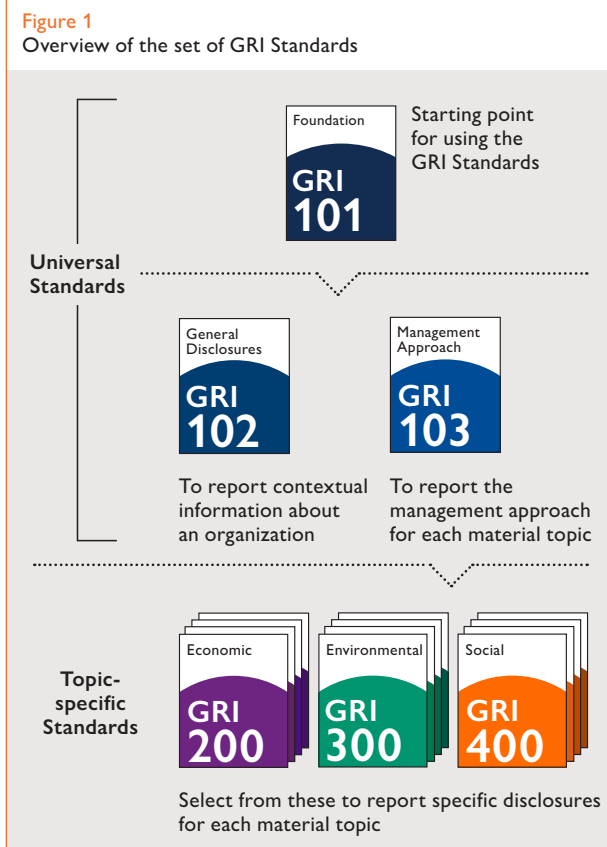 Figure 1
Overview of the set of GRI Standards
Foundation
GRI
101
Starting point
for using the
GRI Standards
Universal
Standards
General
Disclosures
GRI
102
To report contextual
information about
an organization
Management
Approach
GRI
103
To report the
management approach
for each material topic
Topic-
specific
Standards
Economic
GRI
200
Environmental
GRI
300
Social
GRI
400
Select from these to report specific disclosures
for each material topic